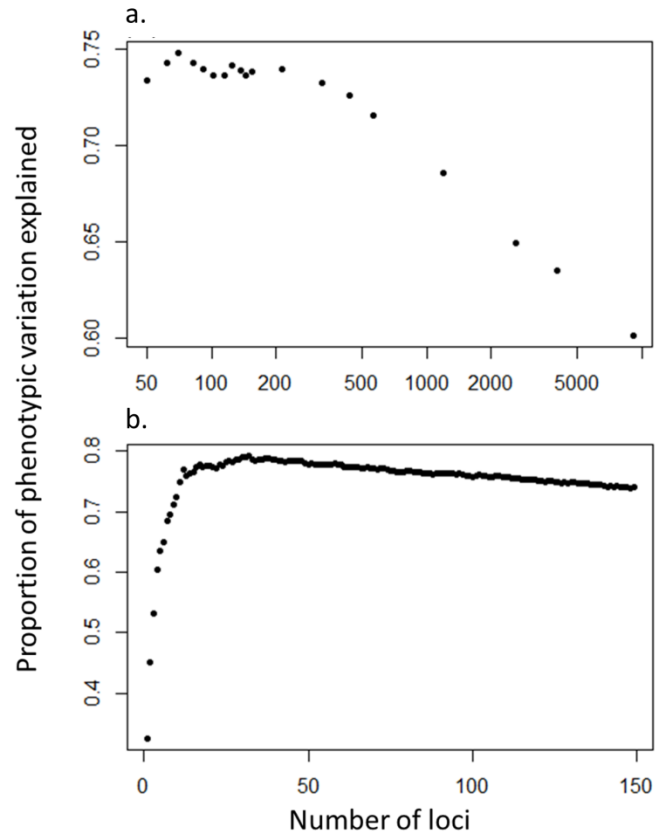 a.
0.75
0.70
0.65
0.60
50 100 200 500 1000 2000 5000
b.
0.8
0.7
0.6
0.5
0.4
0 50 100 150
Number of loci
Proportion of phenotypic variation explained